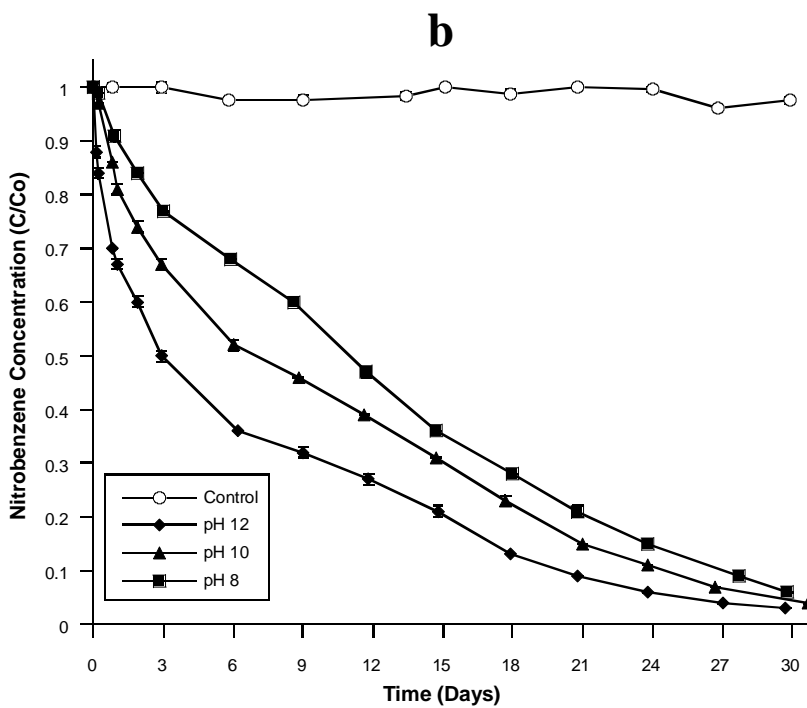 b
Nitrobenzene Concentration (C/Co)
1
0.9
0.8
0.7
0.6
0.5
0.4
0.3
0.2
0.1
0
Control
pH 12
pH 10
pH 8
0 3 6 9 12 15 18 21 24 27 30
Time (Days)